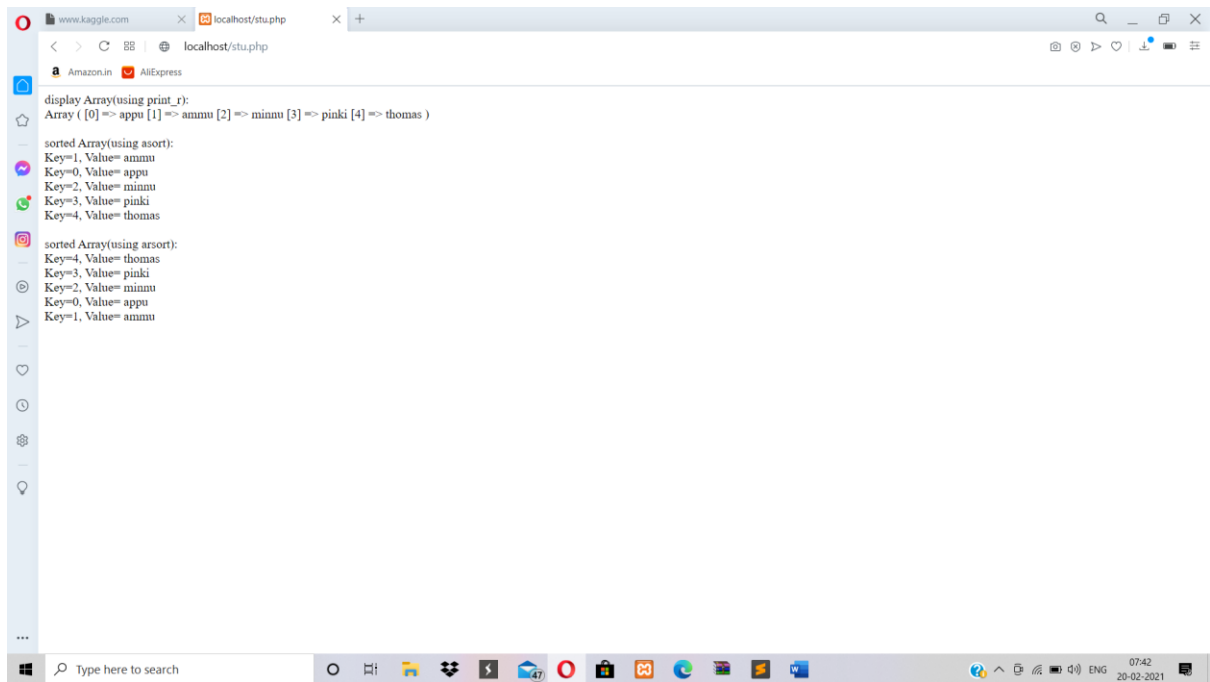 www.kaggle.com
localhost/stu.php
localhost/stu.php
a Amazon.in AliExpress
display Array(using print_r):
Array ( [0] => appu [1] => ammu [2] => minnu [3] => pinki [4] => thomas )
sorted Array(using asort):
Key=1, Value= ammu
Key=0, Value= appu
Key=2, Value= minnu
Key=3, Value= pinki
Key=4, Value= thomas
sorted Array(using arsort):
Key=4, Value= thomas
Key=3, Value= pinki
Key=2, Value= minnu
Key=0, Value= appu
Key=1, Value= ammu
Type here to search
47
ENG
07:42
20-02-2021